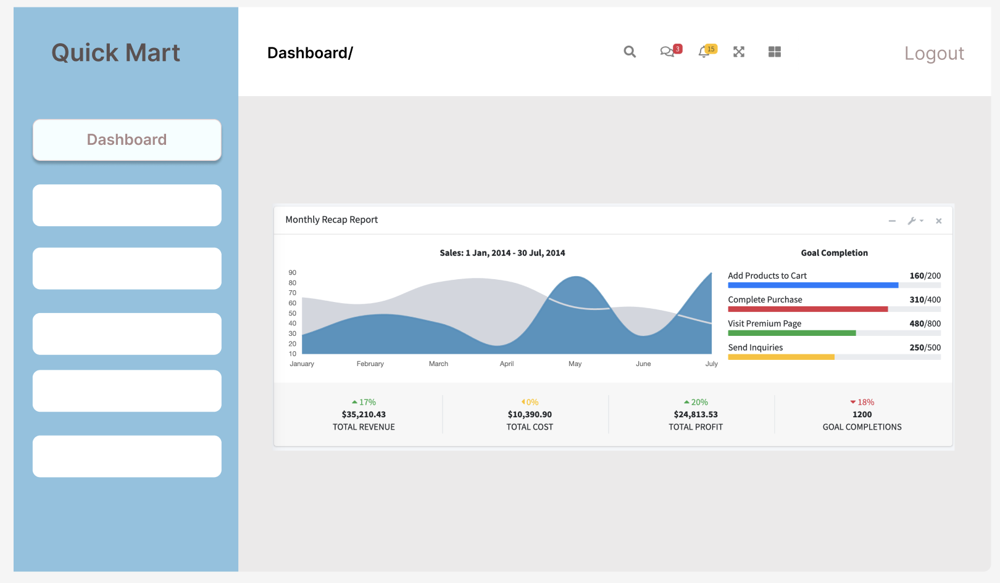 Quick Mart
Dashboard/
3
15
Logout
Dashboard
Monthly Recap Report
Sales: 1 Jan, 2014 - 30 Jul, 2014
90
80
70
60
50
40
30
20
10
January February March April May June July
Goal Completion
Add Products to Cart 160/200
Complete Purchase 310/400
Visit Premium Page 480/800
Send Inquiries 250/500
17%
$35,210.43
TOTAL REVENUE
0%
$10,390.90
TOTAL COST
20%
$24,813.53
TOTAL PROFIT
18%
1200
GOAL COMPLETIONS